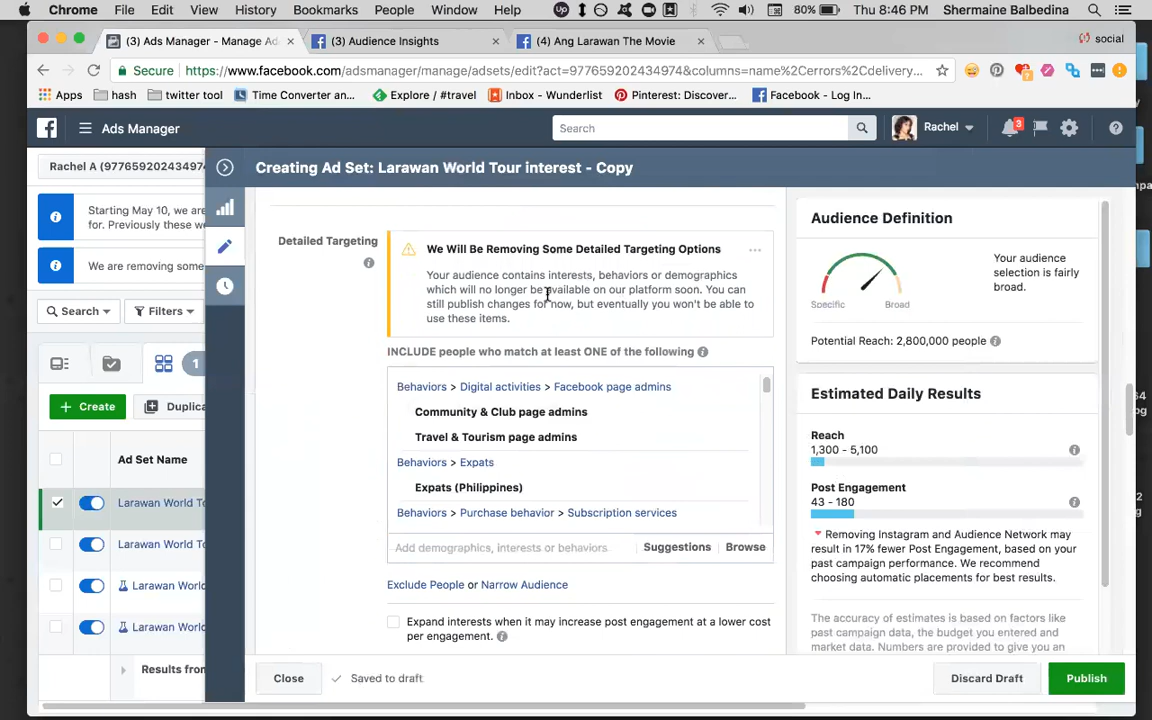 Chrome File Edit View History Bookmarks People Window Help 80% Thu 8:46 PM Shermaine Balbedina
(3) Ads Manager - Manage Ad
(3) Audience Insights
(4) Ang Larawan The Movie
social
Secure https://www.facebook.com/adsmanager/manage/adsets/edit?act=977659202434974&columns=name%2Cerrors%2Cdelivery...
Apps hash twitter tool Time Converter an... Explore / #travel Inbox - Wunderlist Pinterest: Discover... Facebook - Log In...
Ads Manager
Search
Rachel
3
Rachel A (977659202434974
Creating Ad Set: Larawan World Tour interest - Copy
Starting May 10, we are
for. Previously these we
We are removing some
Search Filters
1
+ Create Duplica
Ad Set Name
Larawan World To
Larawan World To
Larawan World
Larawan World
Results from
Detailed Targeting
We Will Be Removing Some Detailed Targeting Options
Your audience contains interests, behaviors or demographics
which will no longer be available on our platform soon. You can
still publish changes for now, but eventually you won't be able to
use these items.
INCLUDE people who match at least ONE of the following
Behaviors > Digital activities > Facebook page admins
Community & Club page admins
Travel & Tourism page admins
Behaviors > Expats
Expats (Philippines)
Behaviors > Purchase behavior > Subscription services
Add demographics, interests or behaviors Suggestions Browse
Exclude People or Narrow Audience
Expand interests when it may increase post engagement at a lower cost
per engagement.
Close Saved to draft
Discard Draft Publish
Audience Definition
Your audience
selection is fairly
broad.
Specific Broad
Potential Reach: 2,800,000 people
Estimated Daily Results
Reach
1,300 - 5,100
Post Engagement
43 - 180
Removing Instagram and Audience Network may
result in 17% fewer Post Engagement, based on your
past campaign performance. We recommend
choosing automatic placements for best results.
The accuracy of estimates is based on factors like
past campaign data, the budget you entered and
market data. Numbers are provided to give you an